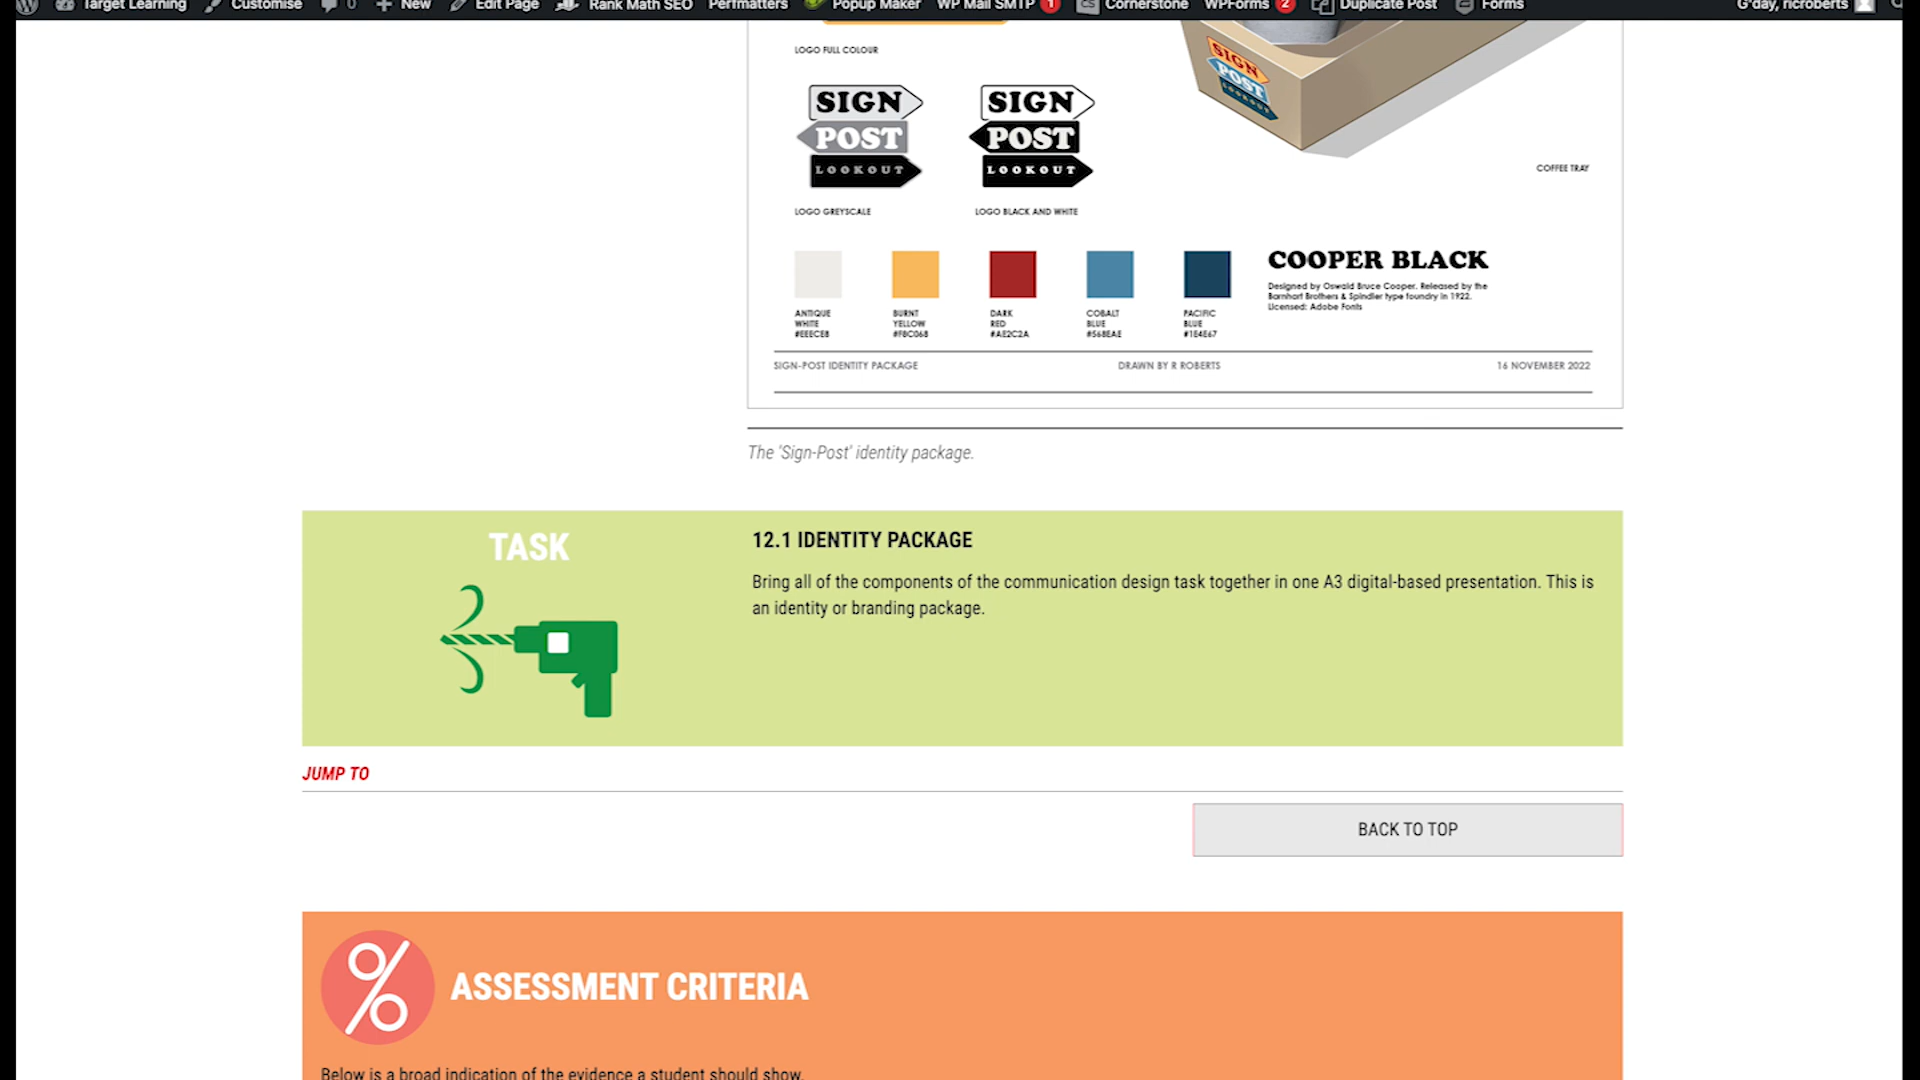 Target Learning Customise 0 New Edit Page Rank Math SEO Perfmatters Popup Maker WP Mail SMTP 1 CS Cornerstone WPForms 2 Duplicate Post Forms G'day, ricroberts
LOGO FULL COLOUR
SIGN
POST
LOOKOUT
SIGN
POST
LOOKOUT
SIGN
POST
LOOKOUT
COFFEE TRAY
LOGO GREYSCALE
LOGO BLACK AND WHITE
ANTIQUE
WHITE
#EEECE8
BURNT
YELLOW
#FBC068
DARK
RED
#AE2C2A
COBALT
BLUE
#568EAE
PACIFIC
BLUE
#1E4E67
COOPER BLACK
Designed by Oswald Bruce Cooper. Released by the
Barnhart Brothers & Spindler type foundry in 1922.
Licensed: Adobe Fonts
SIGN-POST IDENTITY PACKAGE DRAWN BY R ROBERTS 16 NOVEMBER 2022
The 'Sign-Post' identity package.
TASK
12.1 IDENTITY PACKAGE
Bring all of the components of the communication design task together in one A3 digital-based presentation. This is
an identity or branding package.
JUMP TO
BACK TO TOP
% ASSESSMENT CRITERIA
Below is a broad indication of the evidence a student should show.